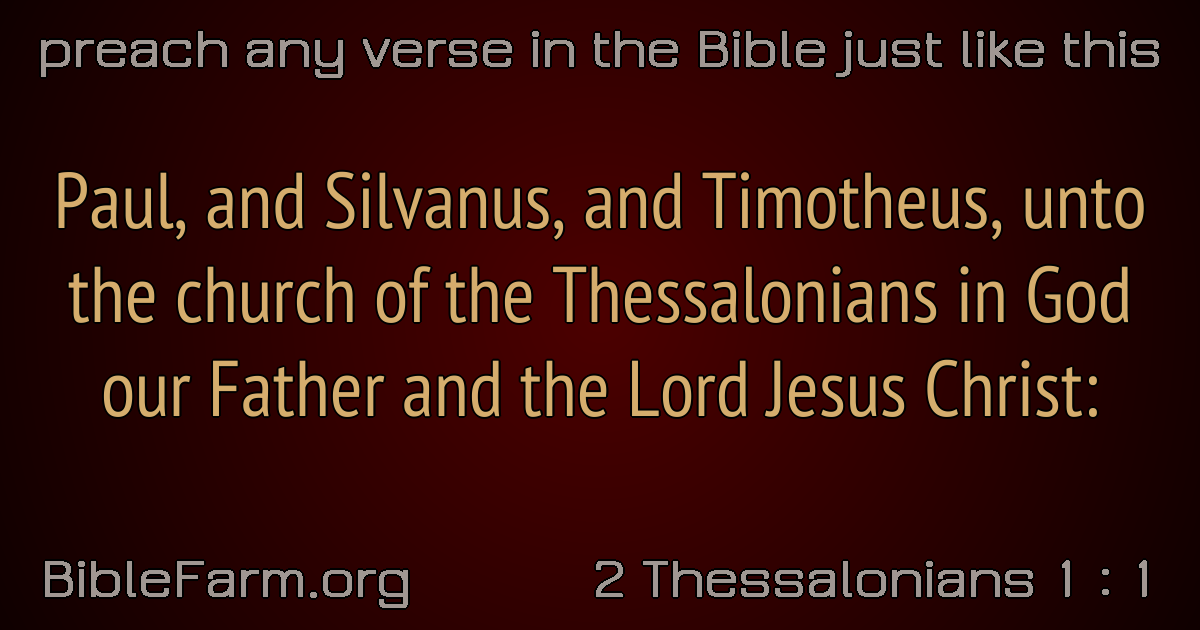 preach any verse in the Bible just like this
Paul, and Silvanus, and Timotheus, unto
the church of the Thessalonians in God
our Father and the Lord Jesus Christ:
BibleFarm.org
2 Thessalonians 1 : 1